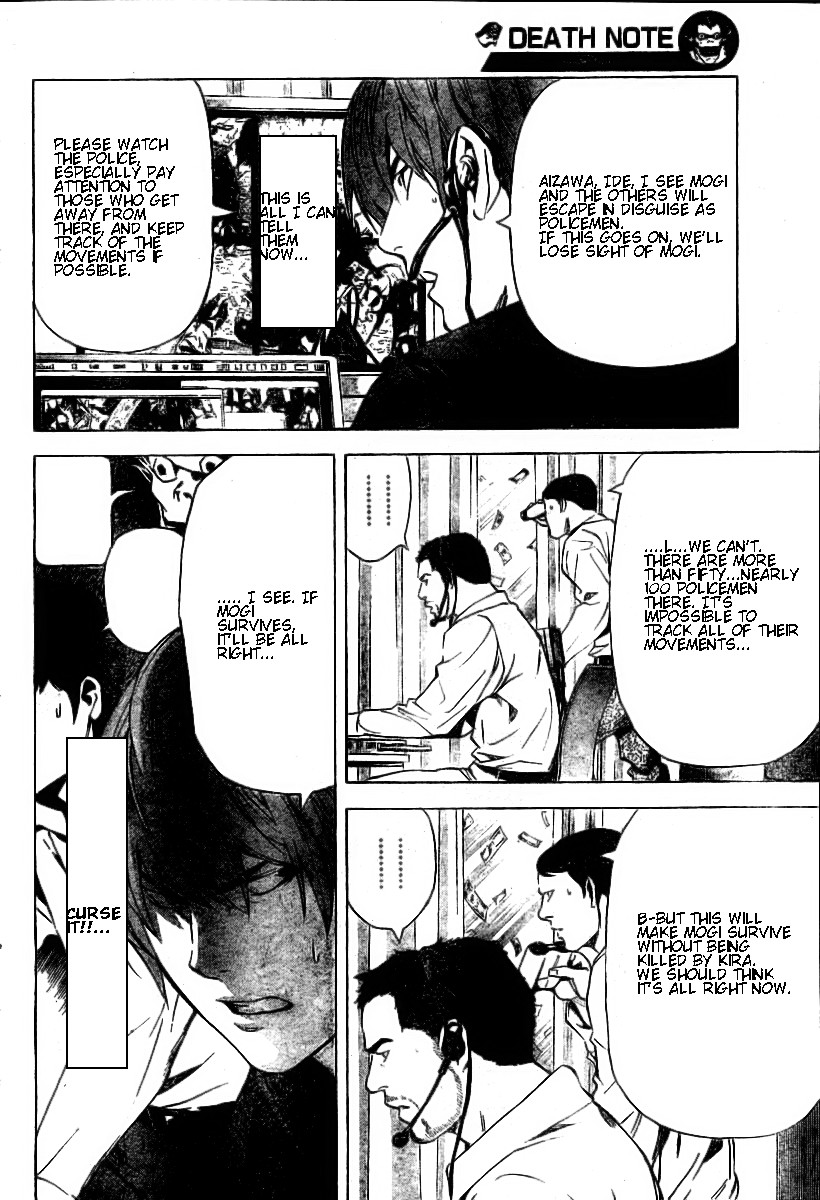 DEATH NOTE
AIZAWA, IDE, I SEE MOGI
AND THE OTHERS WILL
ESCAPE IN DISGUISE AS
POLICEMEN.
IF THIS GOES ON, WE'LL
LOSE SIGHT OF MOGI.
THIS IS
ALL I CAN
TELL
THEM
NOW...
PLEASE WATCH
THE POLICE,
ESPECIALLY PAY
ATTENTION TO
THOSE WHO GET
AWAY FROM
THERE, AND KEEP
TRACK OF THE
MOVEMENTS IF
POSSIBLE.
....L...WE CAN'T.
THERE ARE MORE
THAN FIFTY...NEARLY
100 POLICEMEN
THERE. IT'S
IMPOSSIBLE TO
TRACK ALL OF THEIR
MOVEMENTS...
B-BUT THIS WILL
MAKE MOGI SURVIVE
WITHOUT BEING
KILLED BY KIRA.
WE SHOULD THINK
IT'S ALL RIGHT NOW.
..... I SEE. IF
MOGI
SURVIVES,
IT'LL BE ALL
RIGHT...
CURSE
IT!!...